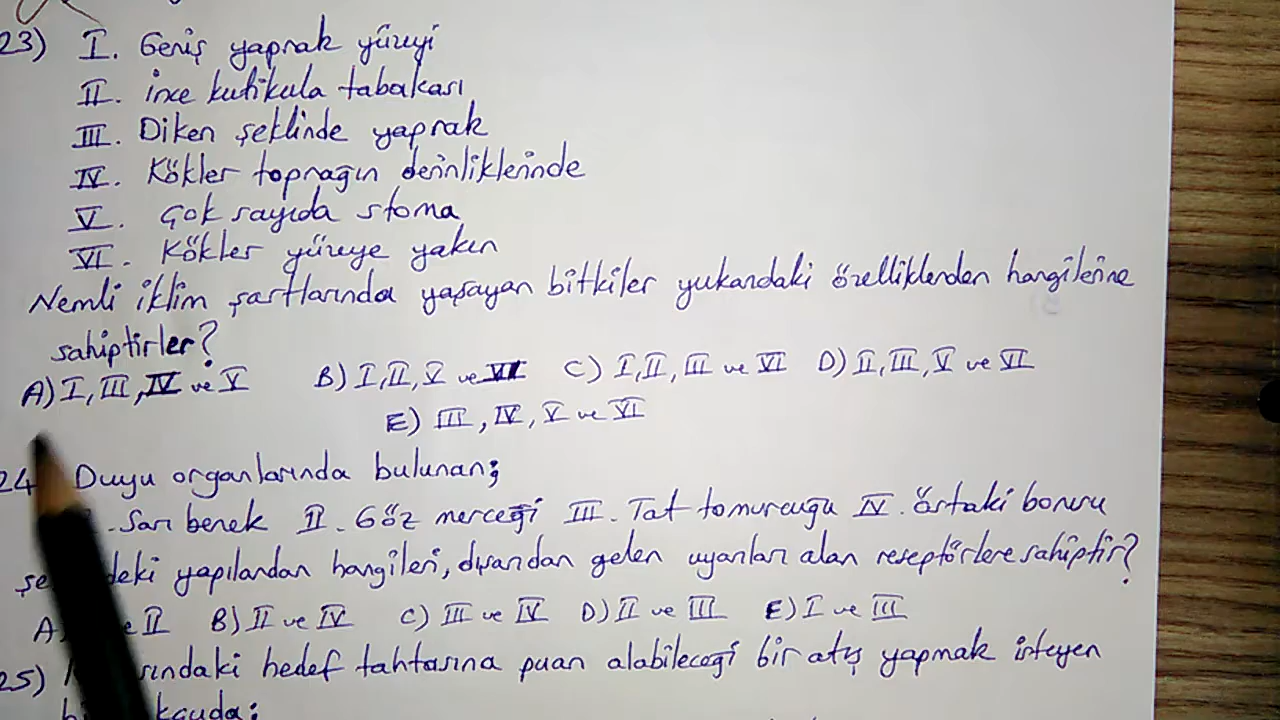 23) I. Geniş yaprak yüzeyi
II. ince kutikula tabakası
III. Diken şeklinde yaprak
IV. Kökler toprağın derinliklerinde
V. Çok sayıda stoma
VI. Kökler yüzeye yakın
Nemli iklim şartlarında yaşayan bitkiler yukarıdaki özelliklerden hangilerine
sahiptirler?
A) I, III, IV ve V B) I, II, V ve VI C) I, II, III ve VI D) II, III, V ve VI
E) III, IV, V ve VI
24 Duyu organlarında bulunan;
Sarı benek II. Göz merceği III. Tat tomurcuğu IV. östaki borusu
yapılardan hangileri, dışarıdan gelen uyarıları alan reseptörlere sahiptir?
A) II B) II ve IV C) III ve IV D) II ve III E) I ve III
25) hedef tahtasına puan alabileceği bir atış yapmak isteyen